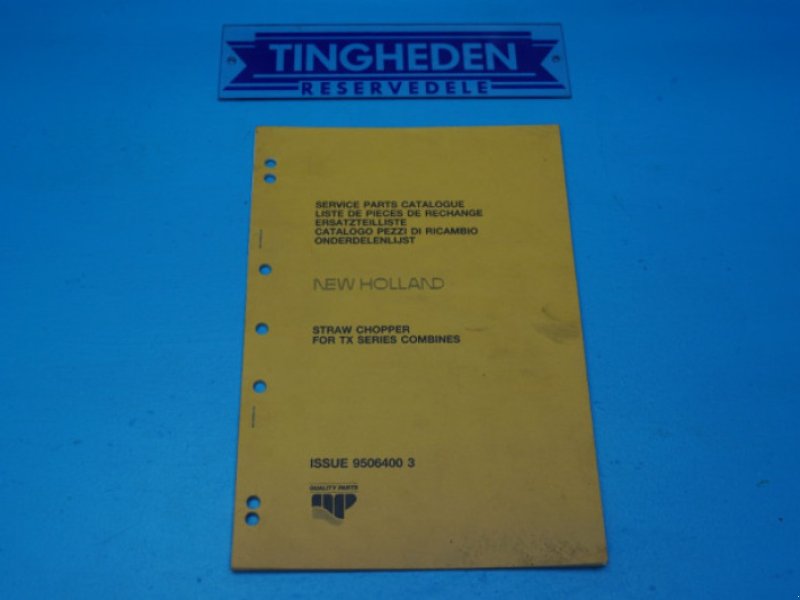 TINGHEDEN
RESERVEDELE
SERVICE PARTS CATALOGUE
LISTE DE PIECES DE RECHANGE
ERSATZTEILLISTE
CATALOGO PEZZI DI RICAMBIO
ONDERDELENLIJST
NEW HOLLAND
STRAW CHOPPER
FOR TX SERIES COMBINES
ISSUE 9506400 3
QUALITY PARTS